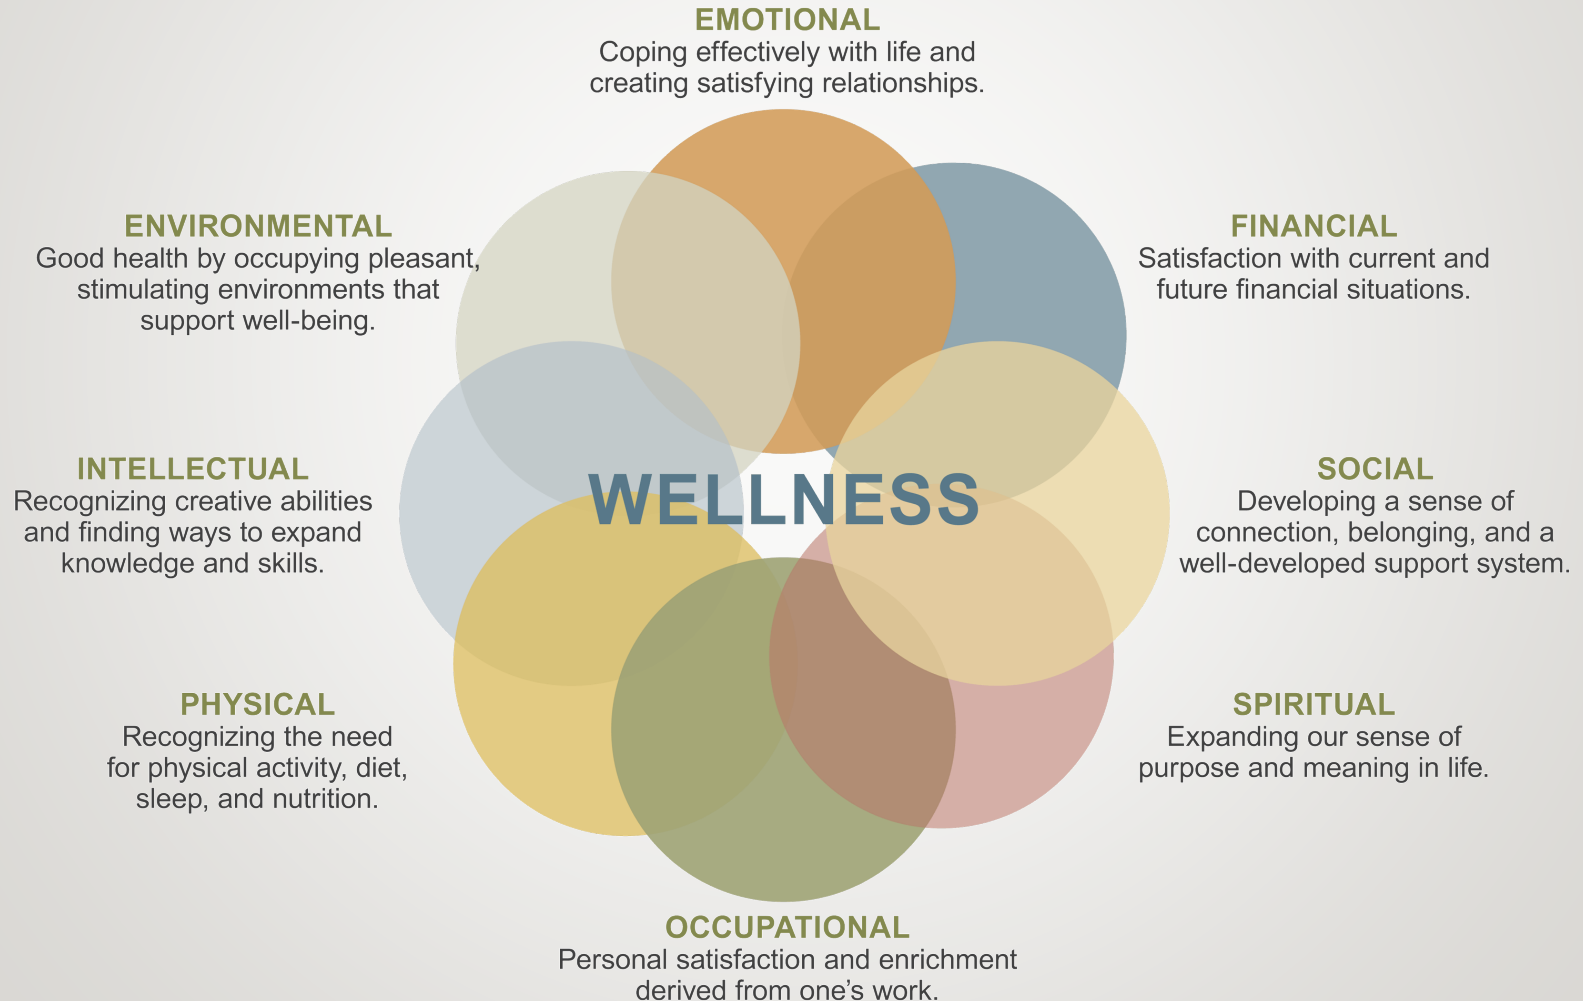 EMOTIONAL
Coping effectively with life and
creating satisfying relationships.
FINANCIAL
Satisfaction with current and
future financial situations.
SOCIAL
Developing a sense of
connection, belonging, and a
well-developed support system.
SPIRITUAL
Expanding our sense of
purpose and meaning in life.
OCCUPATIONAL
Personal satisfaction and enrichment
derived from one’s work.
PHYSICAL
Recognizing the need
for physical activity, diet,
sleep, and nutrition.
INTELLECTUAL
Recognizing creative abilities
and finding ways to expand
knowledge and skills.
ENVIRONMENTAL
Good health by occupying pleasant,
stimulating environments that
support well-being.
WELLNESS